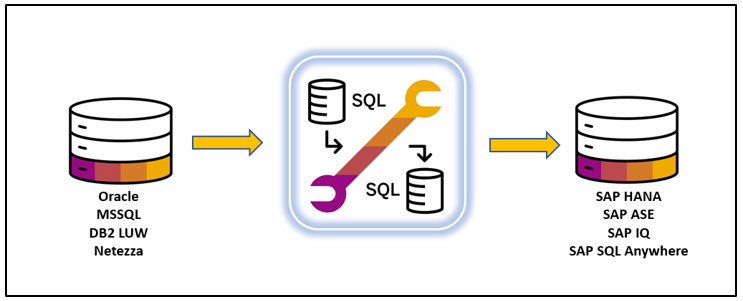 SQL
SQL
Oracle
MSSQL
DB2 LUW
Netezza
SAP HANA
SAP ASE
SAP IQ
SAP SQL Anywhere